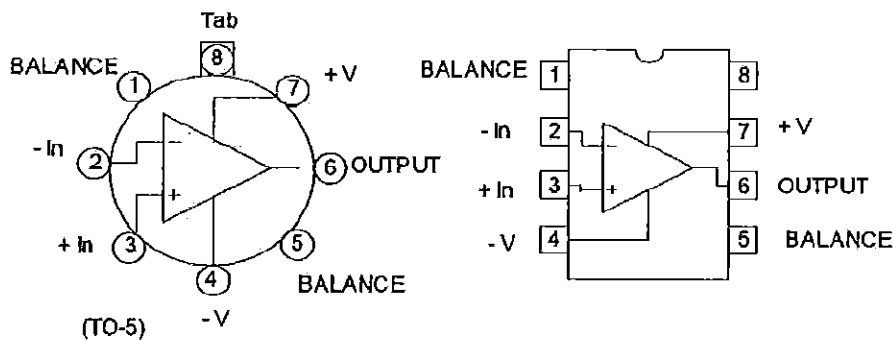 Tab
8
BALANCE
1
7
+V
- In
2
-
6
OUTPUT
+
+ In
3
5
4
BALANCE
- V
(TO-5)
BALANCE
1
8
- In
2
7
+V
-
+ In
3
+
6
OUTPUT
- V
4
5
BALANCE